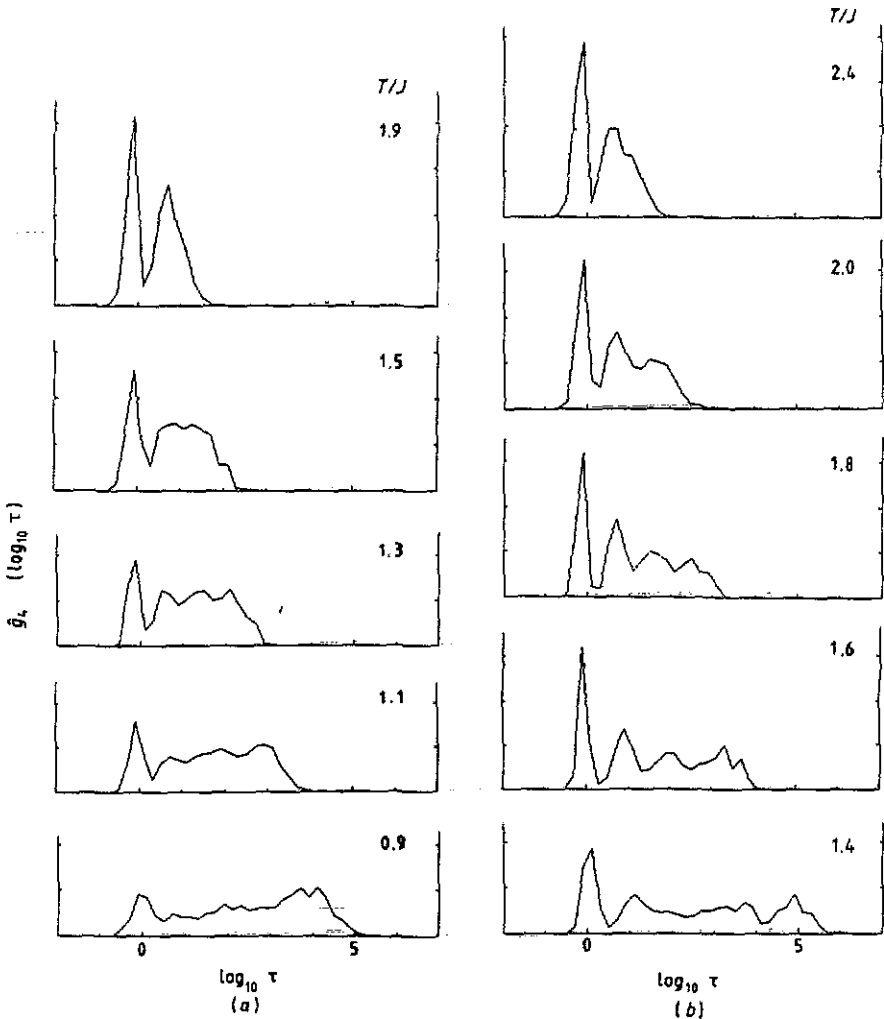 T/J
1.9
1.5
1.3
1.1
0.9
0
5
log₁₀ τ
(a)
ĝ₄ (log₁₀ τ)
T/J
2.4
2.0
1.8
1.6
1.4
0
5
log₁₀ τ
(b)